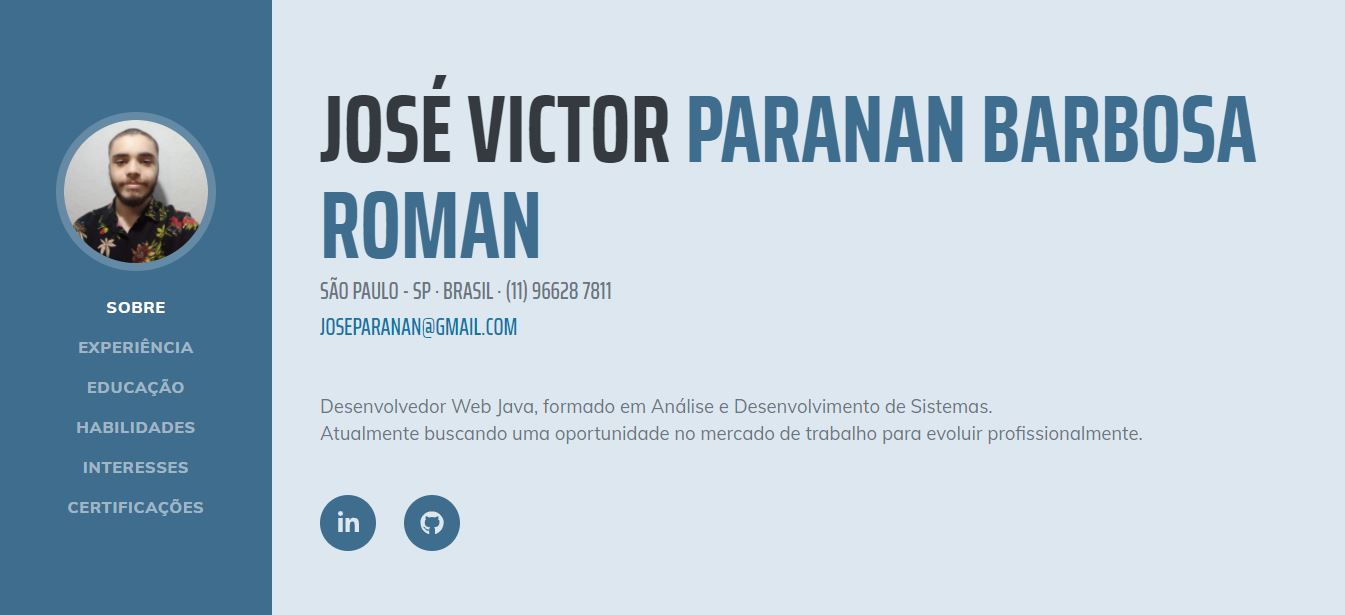 SOBRE
EXPERIÊNCIA
EDUCAÇÃO
HABILIDADES
INTERESSES
CERTIFICAÇÕES
JOSÉ VICTOR PARANAN BARBOSA
ROMAN
SÃO PAULO - SP · BRASIL · (11) 96628 7811
JOSEPARANAN@GMAIL.COM
Desenvolvedor Web Java, formado em Análise e Desenvolvimento de Sistemas.
Atualmente buscando uma oportunidade no mercado de trabalho para evoluir profissionalmente.
in